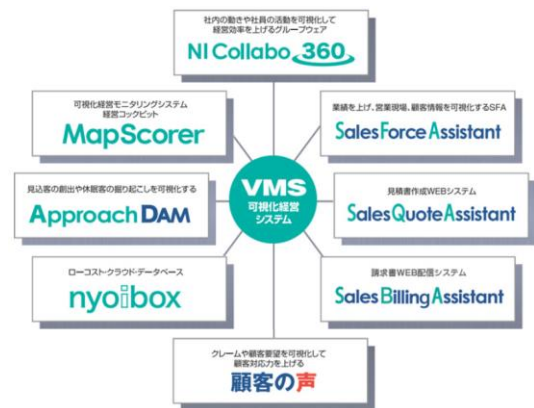 社内の動きや社員の活動を可視化して
経営効率を上げるグループウェア
NI Collabo 360
可視化経営モニタリングシステム
経営コックピット
MapScorer
業績を上げ、営業現場、顧客情報を可視化するSFA
Sales Force Assistant
見込客の創出や休眠客の掘り起こしを可視化する
Approach DAM
VMS
可視化経営
システム
見積書作成WEBシステム
Sales Quote Assistant
ローコスト・クラウド・データベース
nyoibox
請求書WEB配信システム
Sales Billing Assistant
クレームや顧客要望を可視化して
顧客対応力を上げる
顧客の声